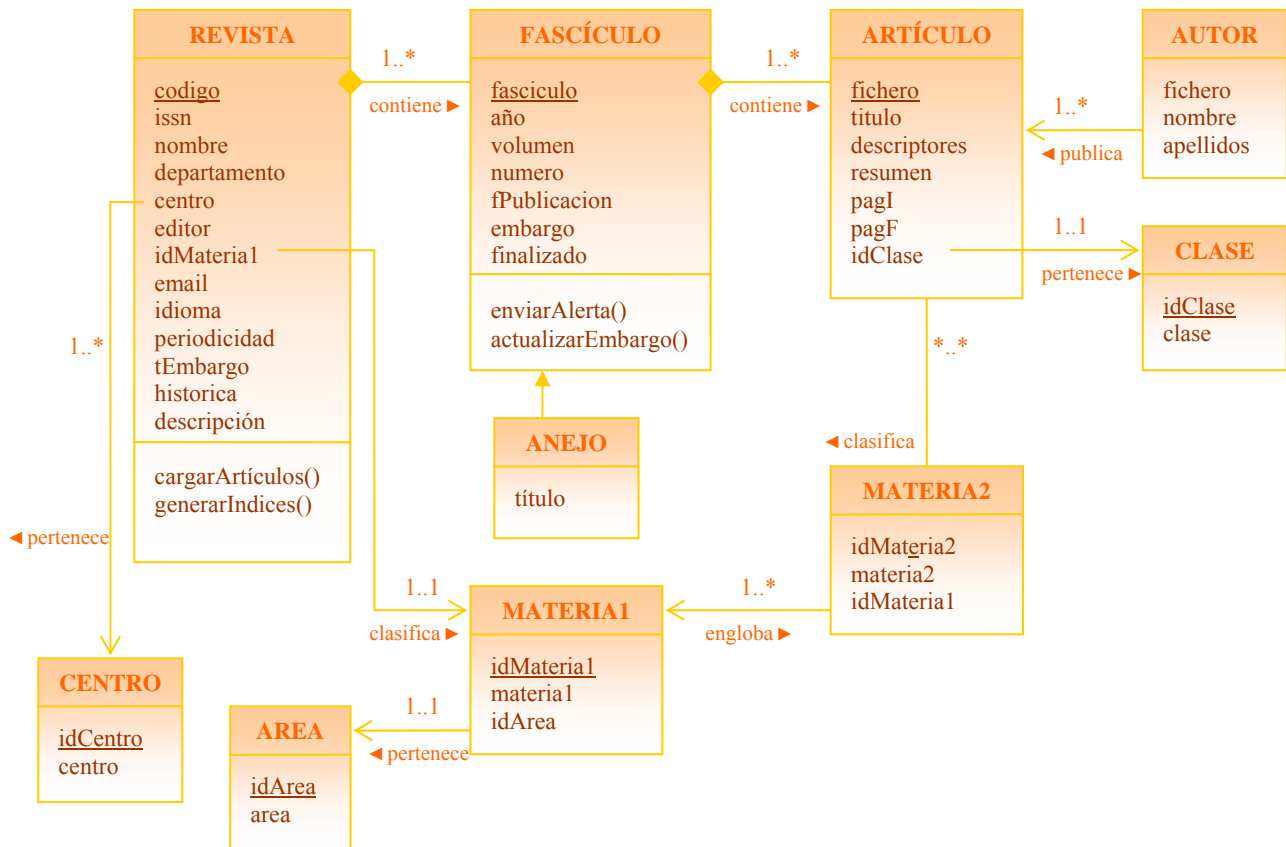 REVISTA
codigo
issn
nombre
departamento
centro
editor
idMateria1
email
idioma
periodicidad
tEmbargo
historica
descripción
cargarArtículos()
generarIndices()
1..*
contiene ►
FASCÍCULO
fasciculo
año
volumen
numero
fPublicacion
embargo
finalizado
enviarAlerta()
actualizarEmbargo()
1..*
contiene ►
ARTÍCULO
fichero
titulo
descriptores
resumen
pagI
pagF
idClase
1..*
◄ publica
AUTOR
fichero
nombre
apellidos
1..1
pertenece ►
CLASE
idClase
clase
1..*
◄ pertenece
*..*
◄ clasifica
ANEJO
título
MATERIA2
idMateria2
materia2
idMateria1
1..1
clasifica ►
MATERIA1
idMateria1
materia1
idArea
1..*
engloba ►
CENTRO
idCentro
centro
1..1
◄ pertenece
AREA
idArea
area